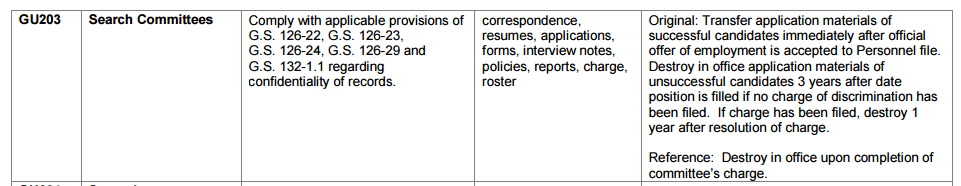 GU203
Search Committees
Comply with applicable provisions of
G.S. 126-22, G.S. 126-23,
G.S. 126-24, G.S. 126-29 and
G.S. 132-1.1 regarding
confidentiality of records.
correspondence,
resumes, applications,
forms, interview notes,
policies, reports, charge,
roster
Original: Transfer application materials of
successful candidates immediately after official
offer of employment is accepted to Personnel file.
Destroy in office application materials of
unsuccessful candidates 3 years after date
position is filled if no charge of discrimination has
been filed.  If charge has been filed, destroy 1
year after resolution of charge.
Reference:  Destroy in office upon completion of
committee's charge.